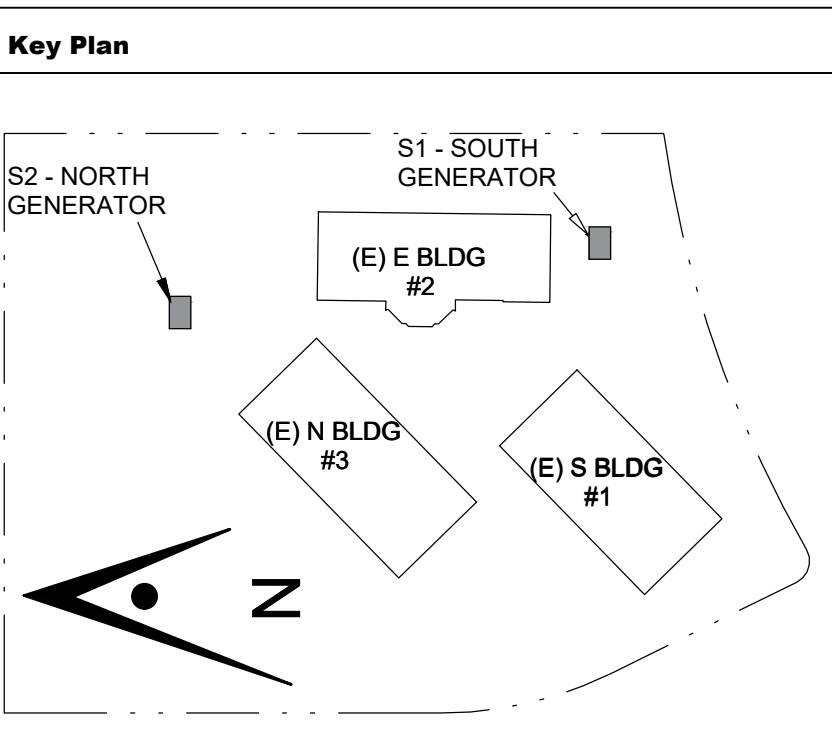 Key Plan
S1 - SOUTH
GENERATOR
S2 - NORTH
GENERATOR
(E) E BLDG
#2
(E) N BLDG
#3
(E) S BLDG
#1
N